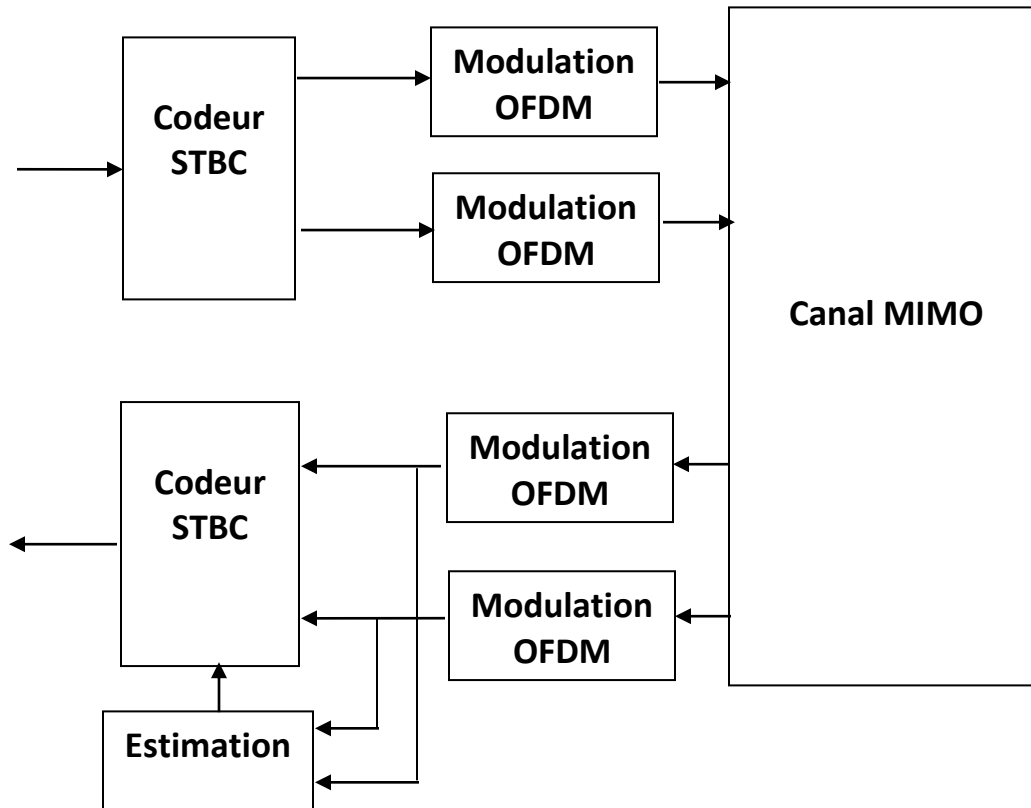 Modulation
OFDM
Codeur
STBC
Modulation
OFDM
Canal MIMO
Modulation
OFDM
Codeur
STBC
Modulation
OFDM
Estimation